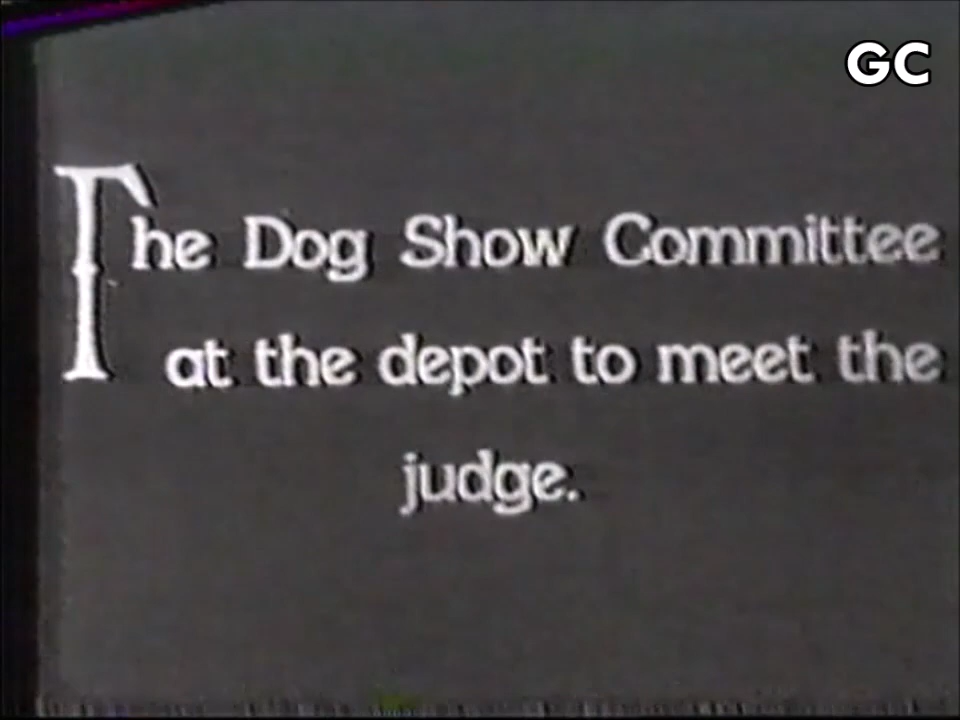 GC
The Dog Show Committee
at the depot to meet the
judge.